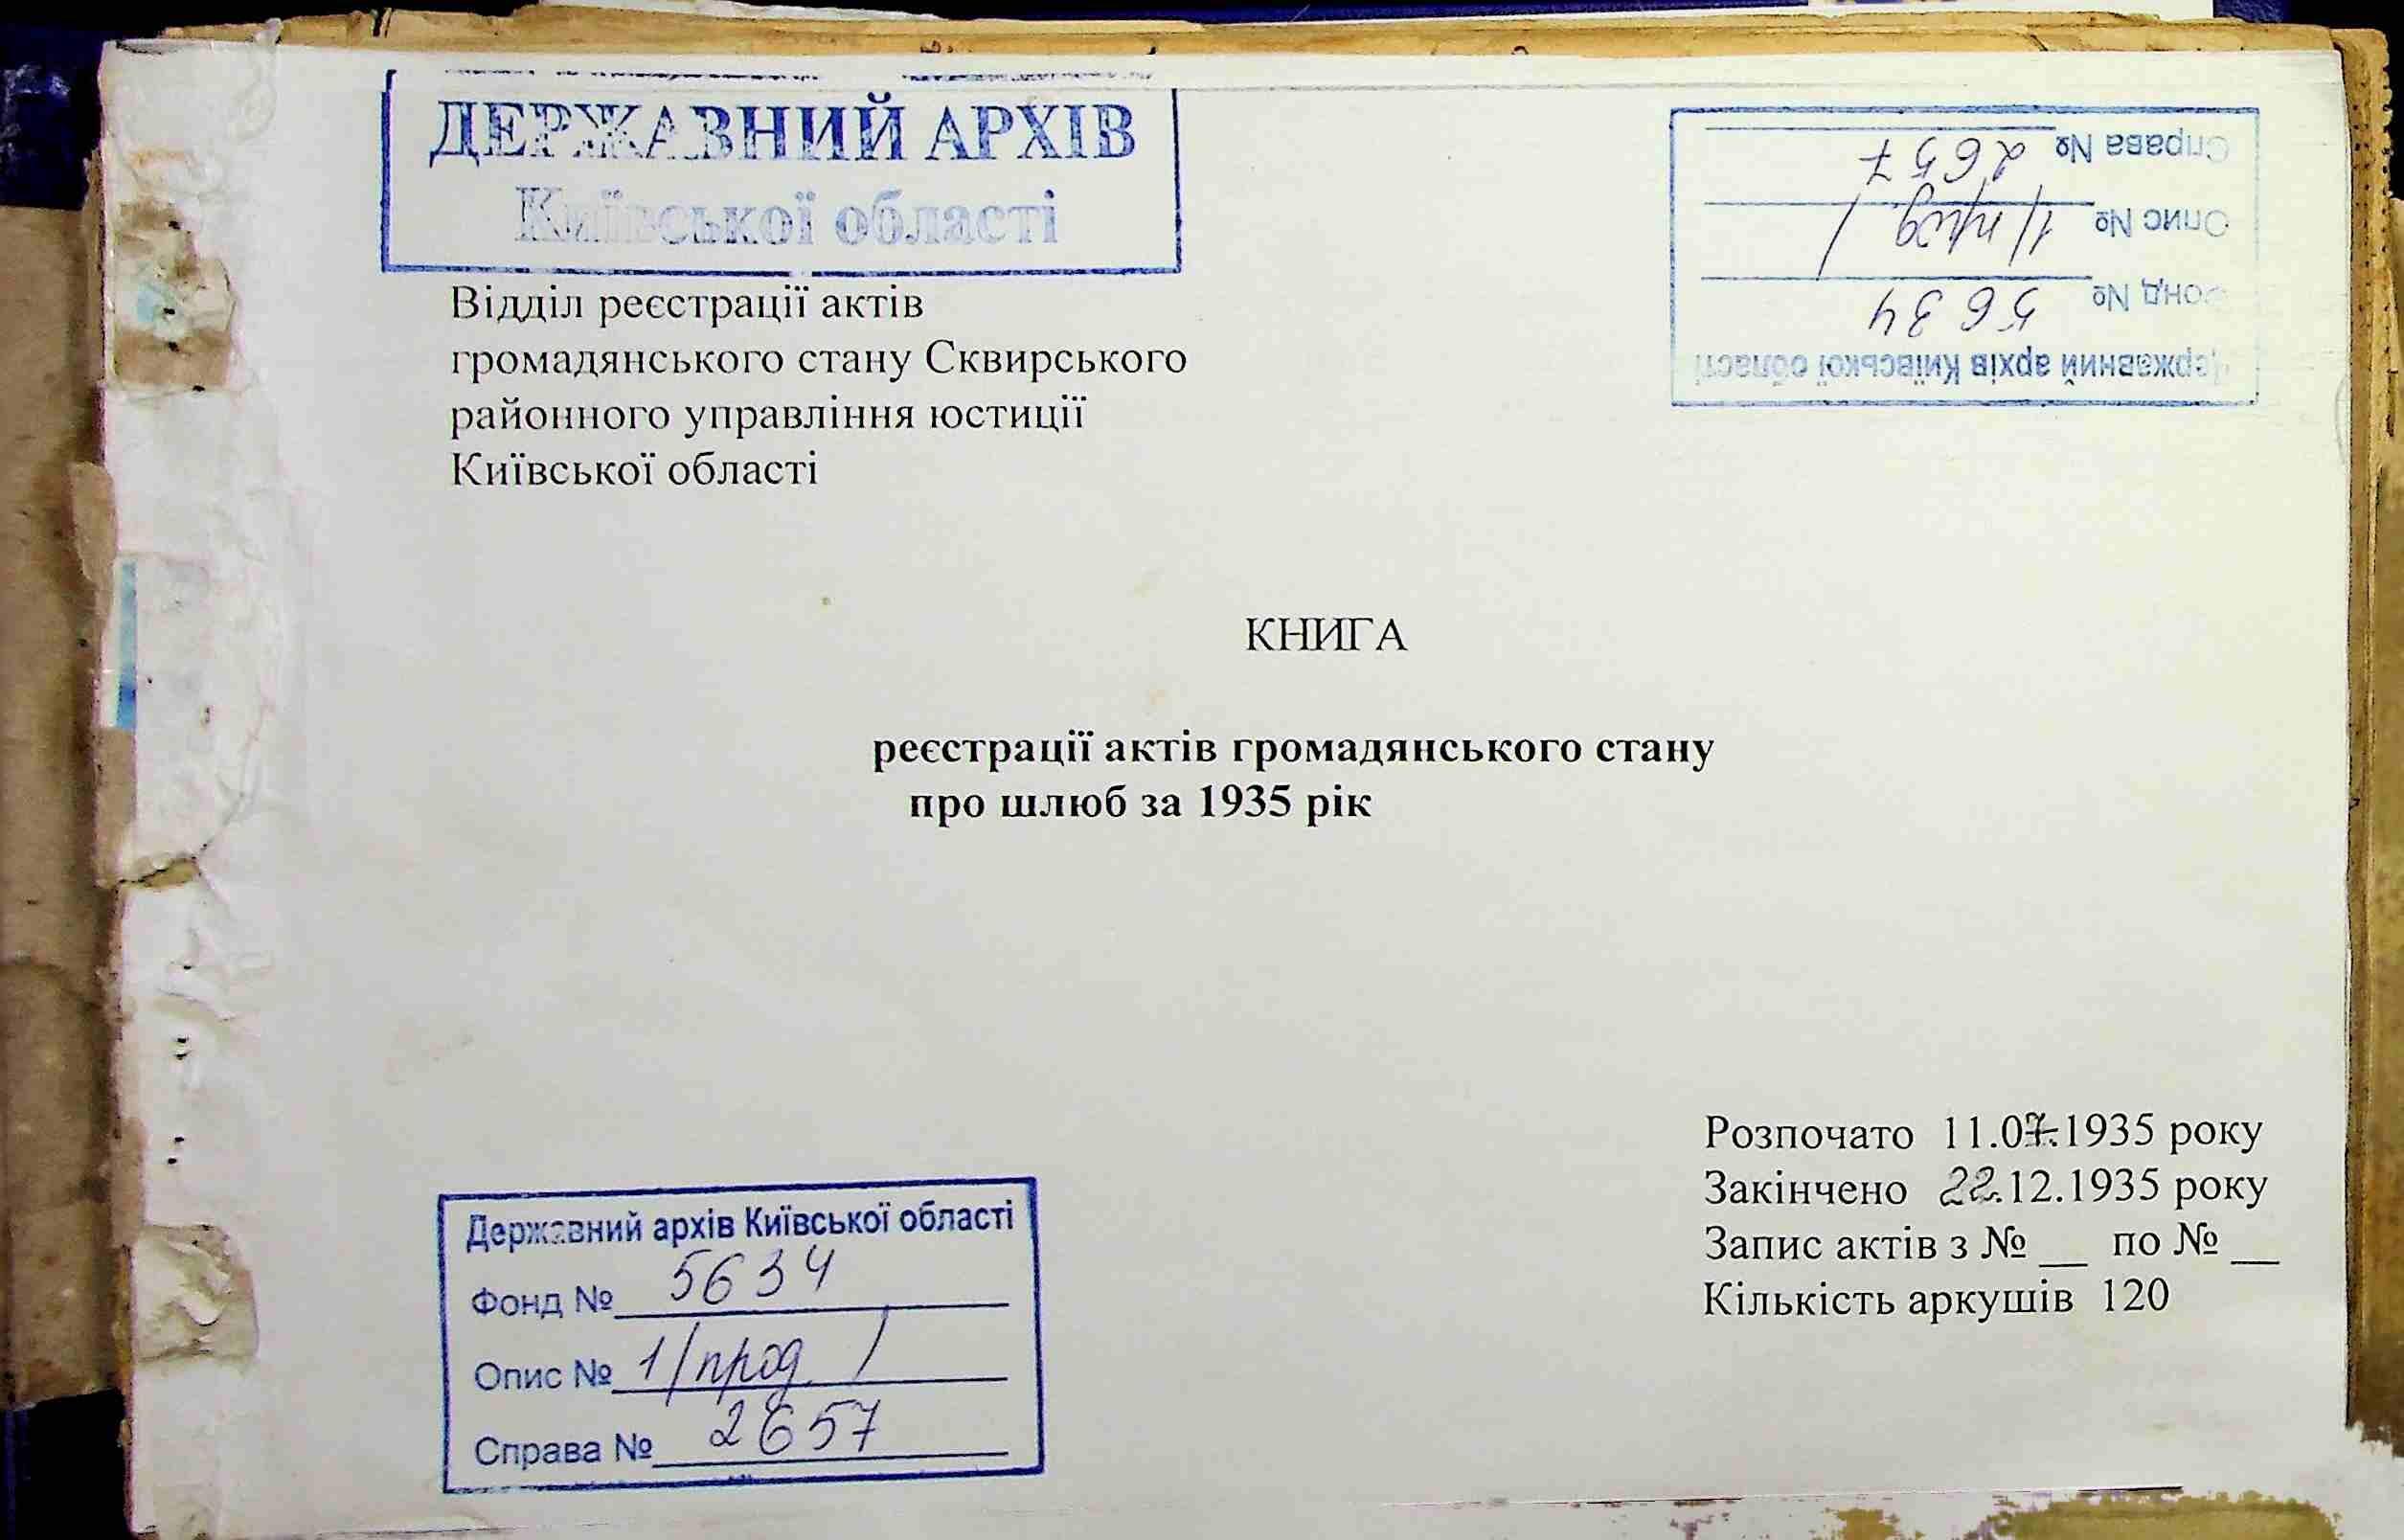 ДЕРЖАВНИЙ АРХІВ
Київської області
Відділ реєстрації актів
громадянського стану Сквирського
районного управління юстиції
Київської області
Державний архів Київської області
Фонд № 5634
Опис № 1/прод./
Справа № 2657
КНИГА
реєстрації актів громадянського стану
про шлюб за 1935 рік
Розпочато 11.07.1935 року
Закінчено 22.12.1935 року
Запис актів з № __ по № __
Кількість аркушів 120
Державний архів Київської області
Фонд № 5634
Опис № 1/прод./
Справа № 2657